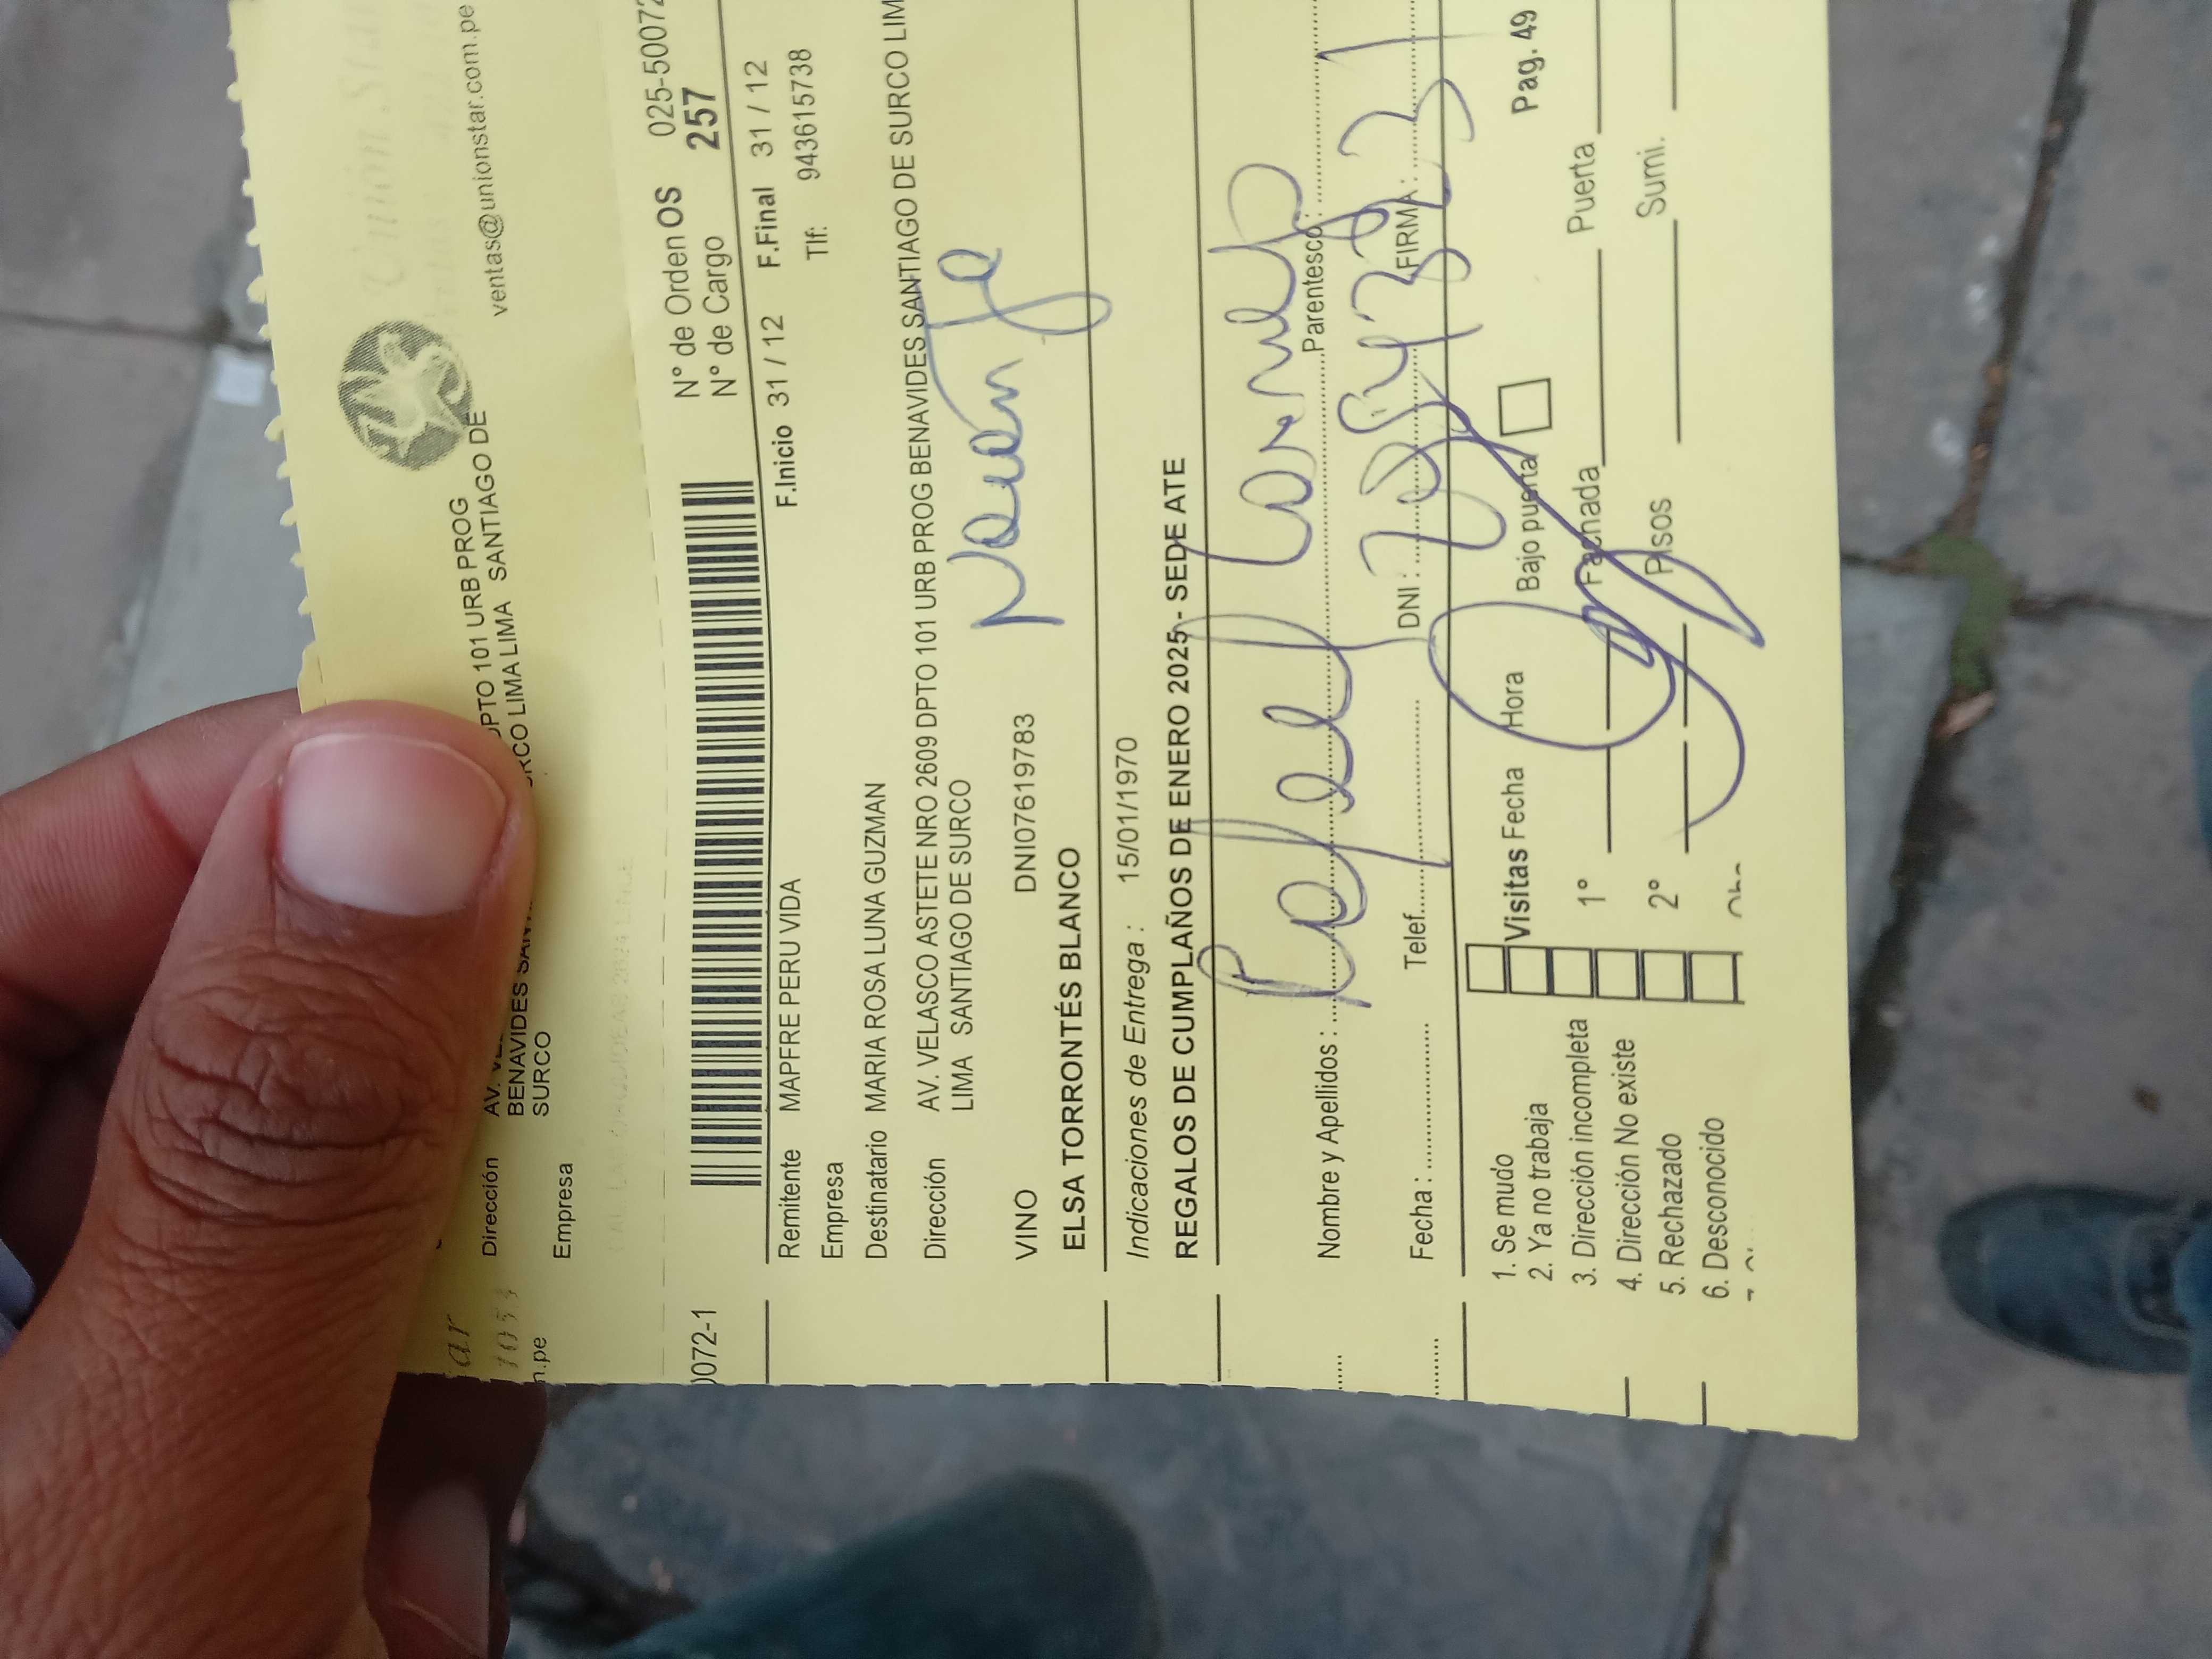 ventas@unionstar.com.pe
PTO 101 URB PROG
Dirección AV.
BENAVIDES SAN RCO LIMA LIMA SANTIAGO DE
SURCO
Empresa
N° de Orden OS 025-50072
N° de Cargo 257
0072-1
F.Inicio 31 / 12 F.Final 31 / 12
Remitente MAPFRE PERU VIDA
Tlf: 943615738
Empresa
Destinatario MARIA ROSA LUNA GUZMAN
Dirección AV. VELASCO ASTETE NRO 2609 DPTO 101 URB PROG BENAVIDES SANTIAGO DE SURCO LIM
LIMA SANTIAGO DE SURCO
VINO DNI07619783
ELSA TORRONTÉS BLANCO
Indicaciones de Entrega : 15/01/1970
REGALOS DE CUMPLAÑOS DE ENERO 2025 - SEDE ATE
Rafael
Nombre y Apellidos : Parentesco:
Fecha : Telef. DNI : FIRMA :
1. Se mudo
2. Ya no trabaja
3. Dirección incompleta
4. Dirección No existe
5. Rechazado
6. Desconocido
Visitas Fecha Hora Bajo puerta Pag. 49
1° Fachada Puerta
2° Pisos Sumi.